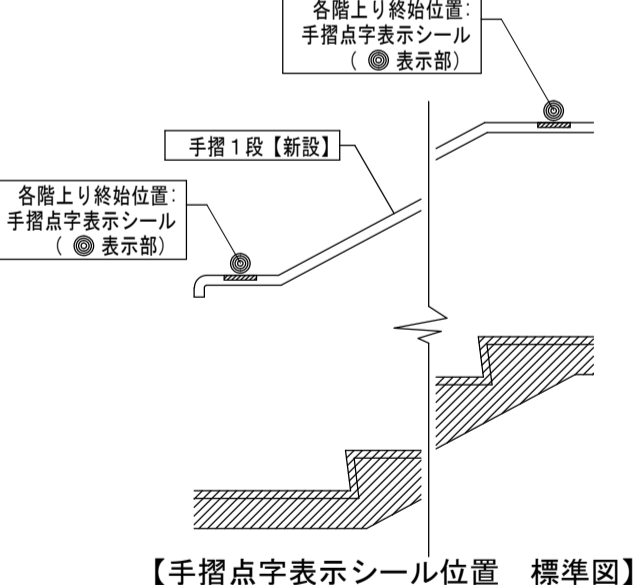 各階上り終始位置:
手摺点字表示シール
( ◎ 表示部)
手摺1段【新設】
各階上り終始位置:
手摺点字表示シール
( ◎ 表示部)
【手摺点字表示シール位置　標準図】